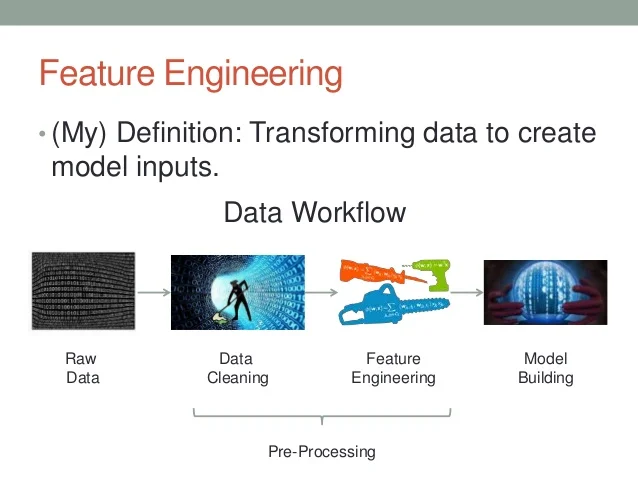 Feature Engineering
• (My) Definition: Transforming data to create
model inputs.
Data Workflow
Raw
Data
Data
Cleaning
Feature
Engineering
Model
Building
Pre-Processing